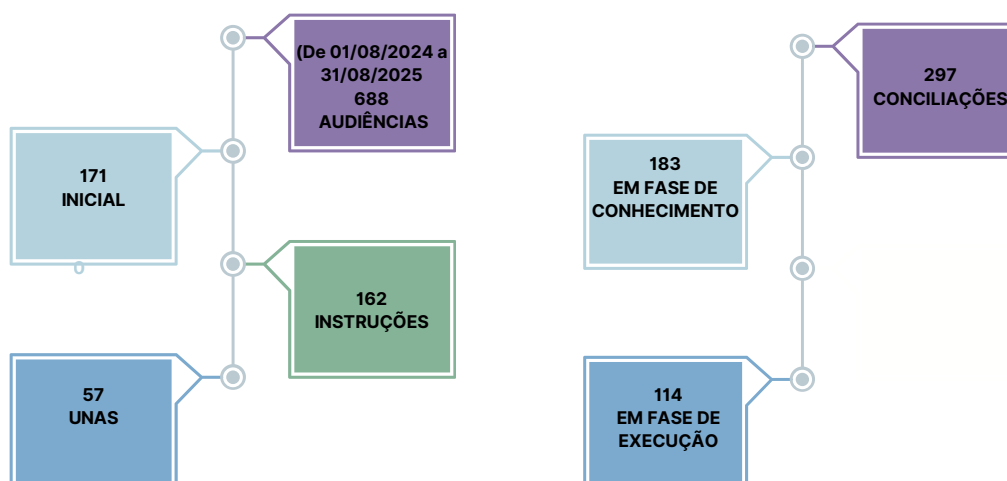 (De 01/08/2024 a
31/08/2025
688
AUDIÊNCIAS
171
INICIAL
0
162
INSTRUÇÕES
57
UNAS
297
CONCILIAÇÕES
183
EM FASE DE
CONHECIMENTO
114
EM FASE DE
EXECUÇÃO